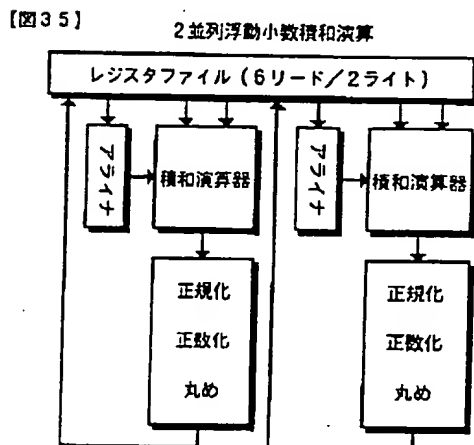 【図35】
2並列浮動小数積和演算
レジスタファイル(6リード/2ライト)
アライナ
積和演算器
アライナ
積和演算器
正規化
正数化
丸め
正規化
正数化
丸め